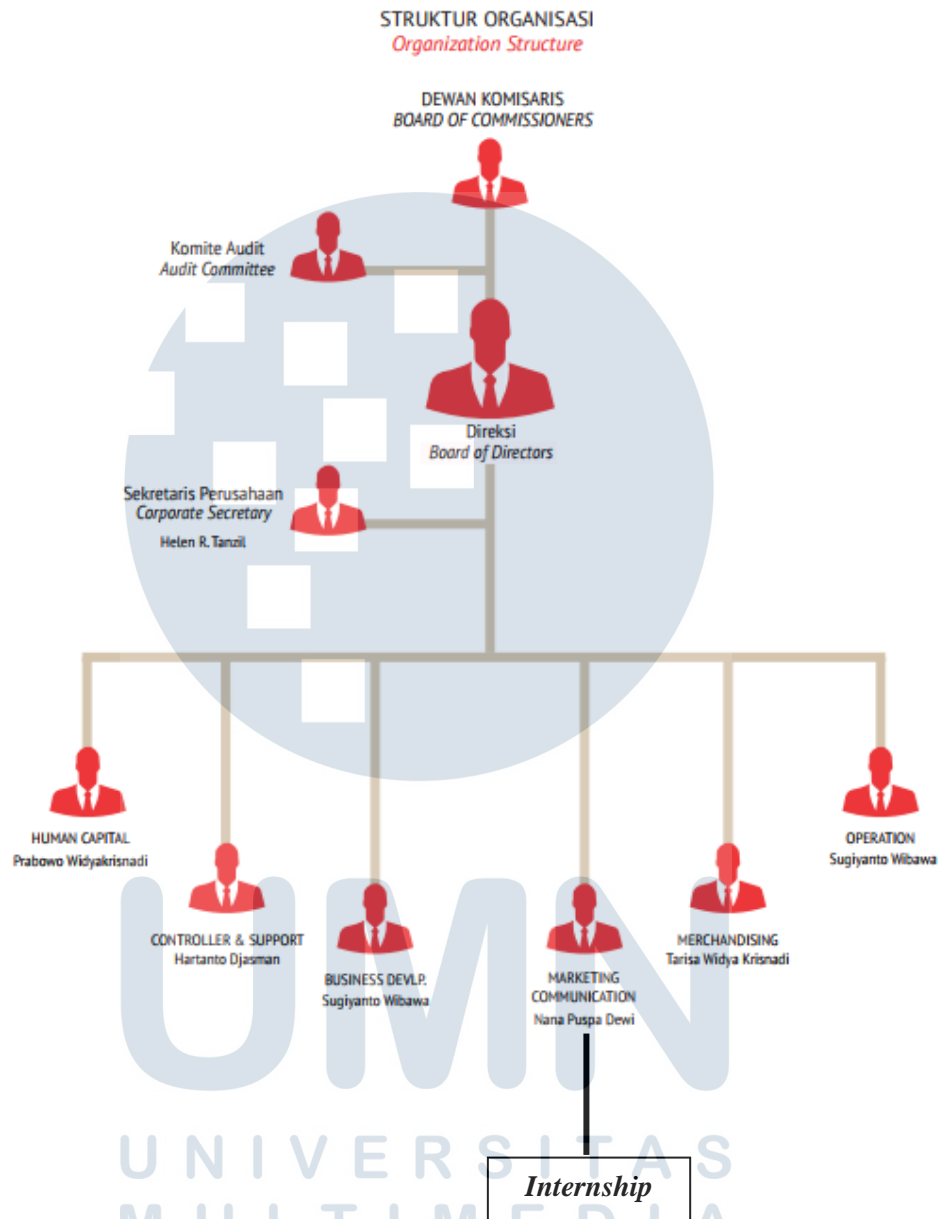 STRUKTUR ORGANISASI
Organization Structure
DEWAN KOMISARIS
BOARD OF COMMISSIONERS
Komite Audit
Audit Committee
Direksi
Board of Directors
Sekretaris Perusahaan
Corporate Secretary
Helen R. Tanzil
HUMAN CAPITAL
Prabowo Widyakrisnadi
OPERATION
Sugiyanto Wibawa
CONTROLLER & SUPPORT
Hartanto Djasman
MERCHANDISING
Tarisa Widya Krisnadi
BUSINESS DEVLP.
Sugiyanto Wibawa
MARKETING
COMMUNICATION
Nana Puspa Dewi
UMN
UNIVERSITAS
Internship
MULTIMEDIA